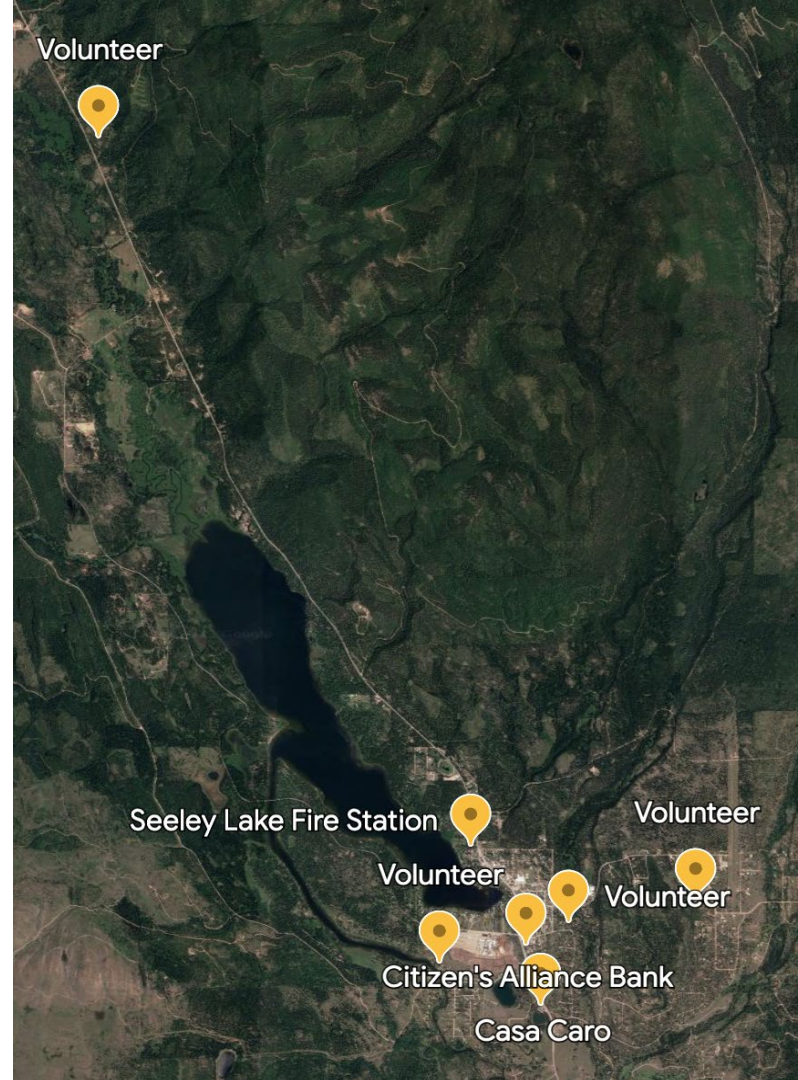 Volunteer
Seeley Lake Fire Station
Volunteer
Volunteer
Volunteer
Citizen's Alliance Bank
Casa Caro